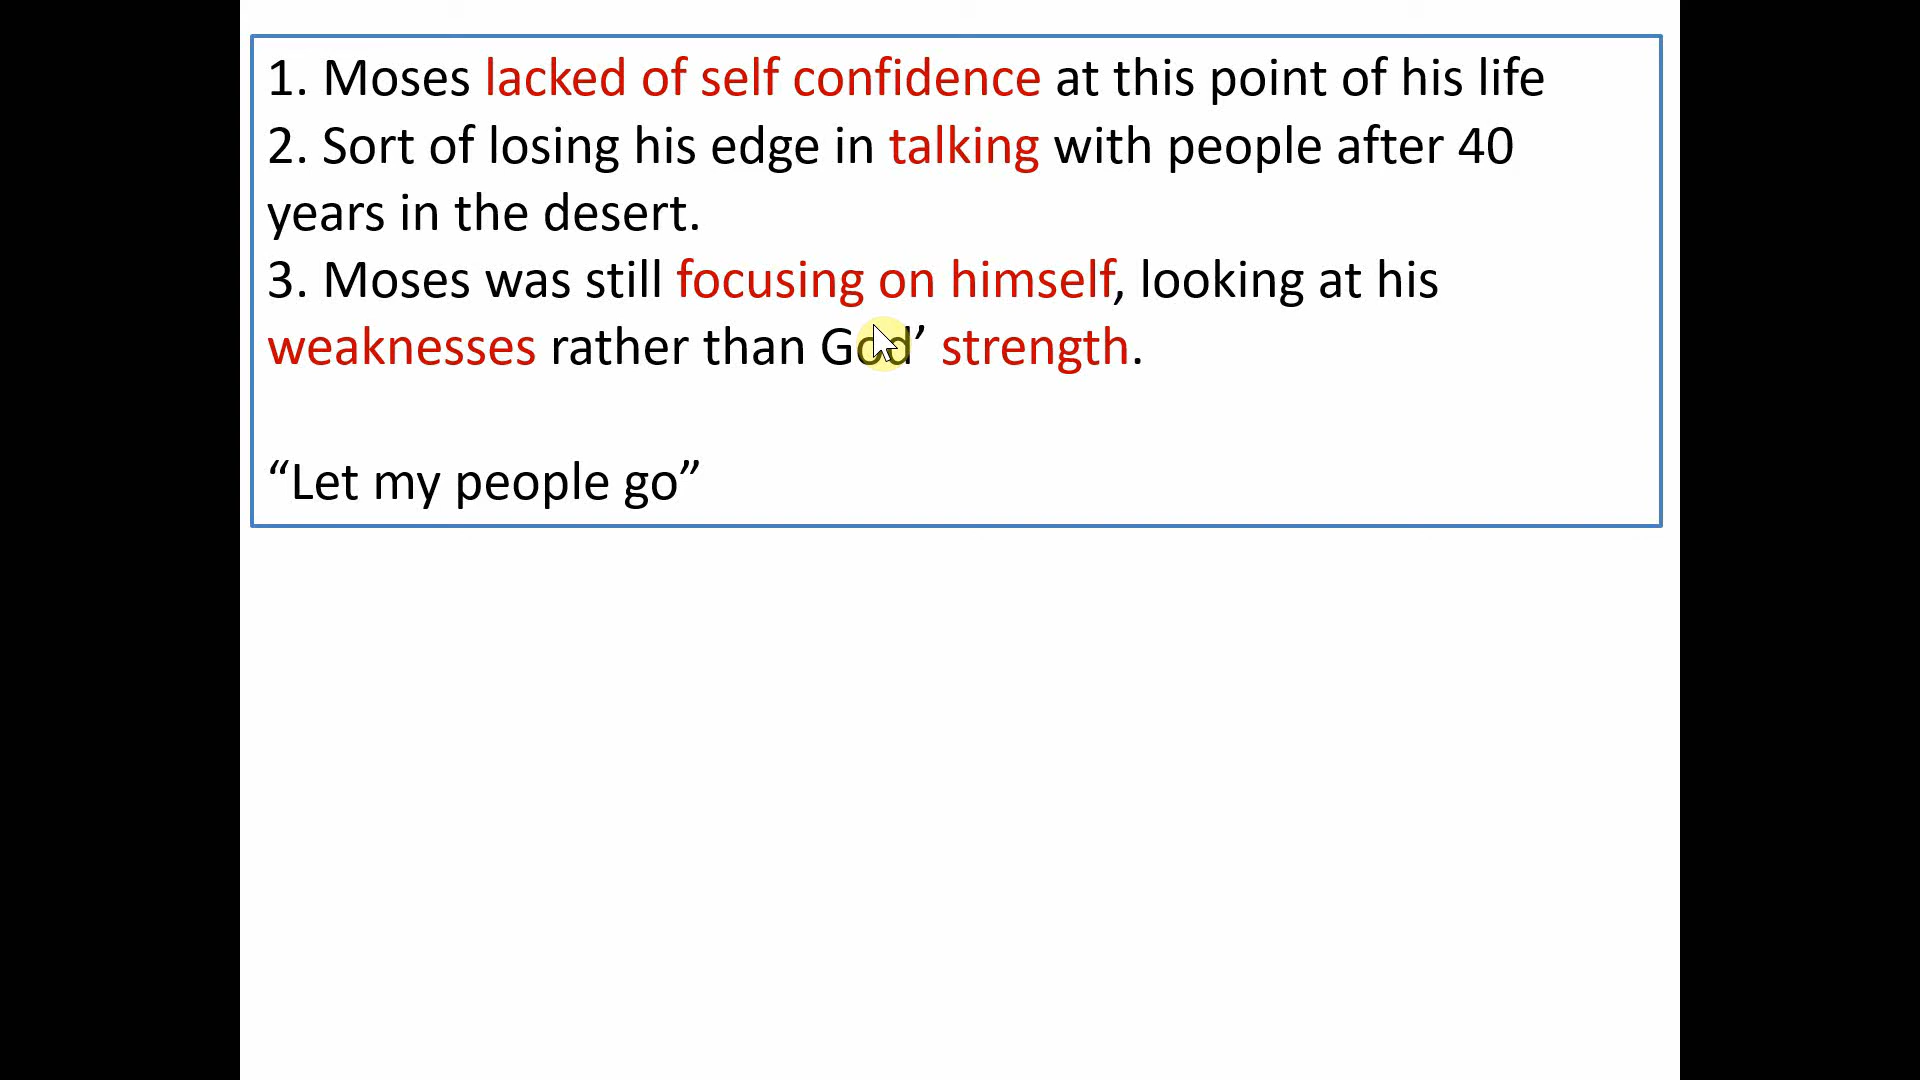 1. Moses lacked of self confidence at this point of his life
2. Sort of losing his edge in talking with people after 40
years in the desert.
3. Moses was still focusing on himself, looking at his
weaknesses rather than God’ strength.
“Let my people go”